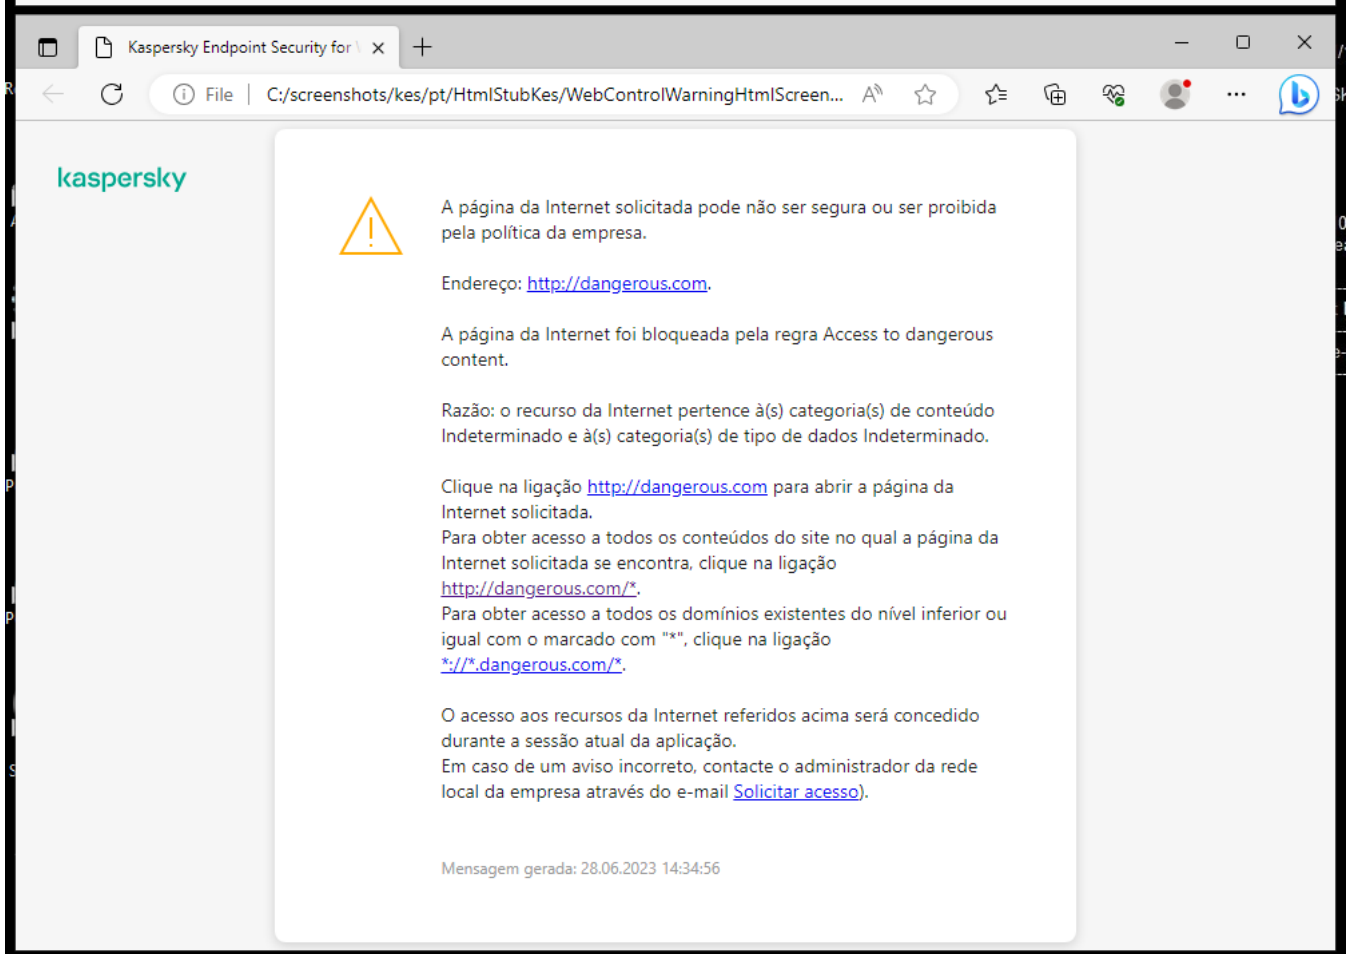 Kaspersky Endpoint Security for
File
C:/screenshots/kes/pt/HtmlStubKes/WebControlWarningHtmlScreen...
kaspersky
A página da Internet solicitada pode não ser segura ou ser proibida
pela política da empresa.
Endereço: http://dangerous.com.
A página da Internet foi bloqueada pela regra Access to dangerous
content.
Razão: o recurso da Internet pertence à(s) categoria(s) de conteúdo
Indeterminado e à(s) categoria(s) de tipo de dados Indeterminado.
Clique na ligação http://dangerous.com para abrir a página da
Internet solicitada.
Para obter acesso a todos os conteúdos do site no qual a página da
Internet solicitada se encontra, clique na ligação
http://dangerous.com/*.
Para obter acesso a todos os domínios existentes do nível inferior ou
igual com o marcado com "*", clique na ligação
*://*.dangerous.com/*.
O acesso aos recursos da Internet referidos acima será concedido
durante a sessão atual da aplicação.
Em caso de um aviso incorreto, contacte o administrador da rede
local da empresa através do e-mail Solicitar acesso).
Mensagem gerada: 28.06.2023 14:34:56